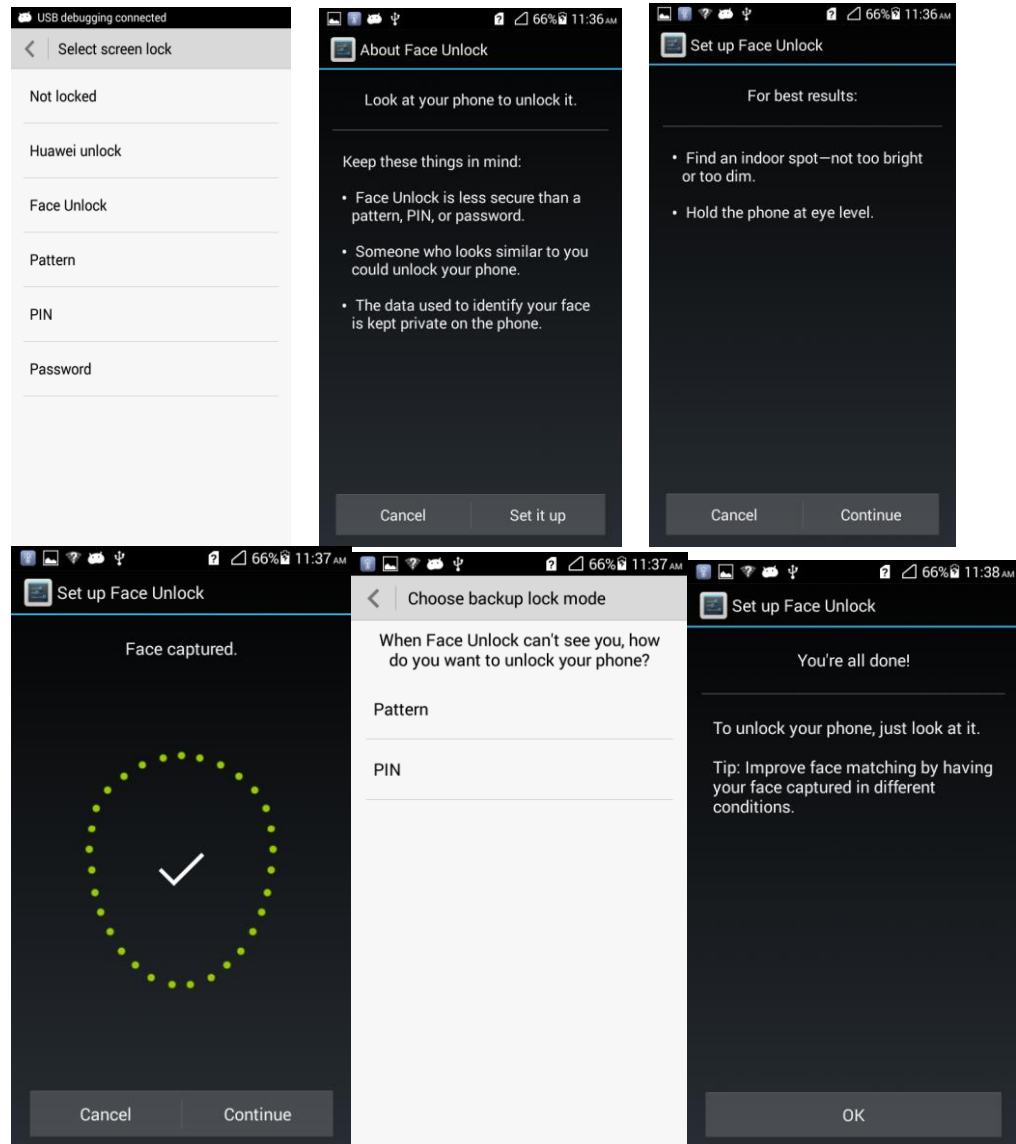 USB debugging connected
Select screen lock
Not locked
Huawei unlock
Face Unlock
Pattern
PIN
Password
66% 11:36 AM
About Face Unlock
Look at your phone to unlock it.
Keep these things in mind:
• Face Unlock is less secure than a
pattern, PIN, or password.
• Someone who looks similar to you
could unlock your phone.
• The data used to identify your face
is kept private on the phone.
Cancel Set it up
66% 11:36 AM
Set up Face Unlock
For best results:
• Find an indoor spot—not too bright
or too dim.
• Hold the phone at eye level.
Cancel Continue
66% 11:37 AM
Set up Face Unlock
Face captured.
Cancel Continue
66% 11:37 AM
Choose backup lock mode
When Face Unlock can't see you, how
do you want to unlock your phone?
Pattern
PIN
66% 11:38 AM
Set up Face Unlock
You're all done!
To unlock your phone, just look at it.
Tip: Improve face matching by having
your face captured in different
conditions.
OK